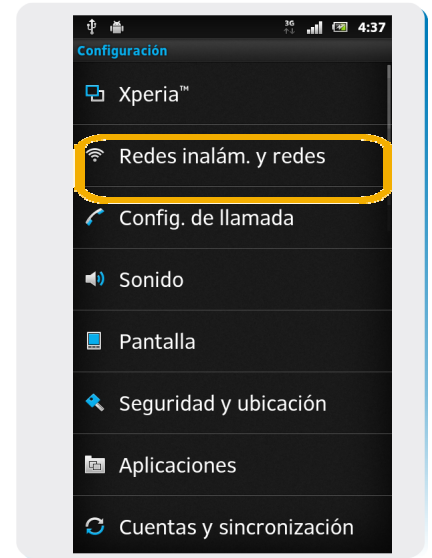 3G 4:37
Configuración
Xperia™
Redes inalám. y redes
Config. de llamada
Sonido
Pantalla
Seguridad y ubicación
Aplicaciones
Cuentas y sincronización